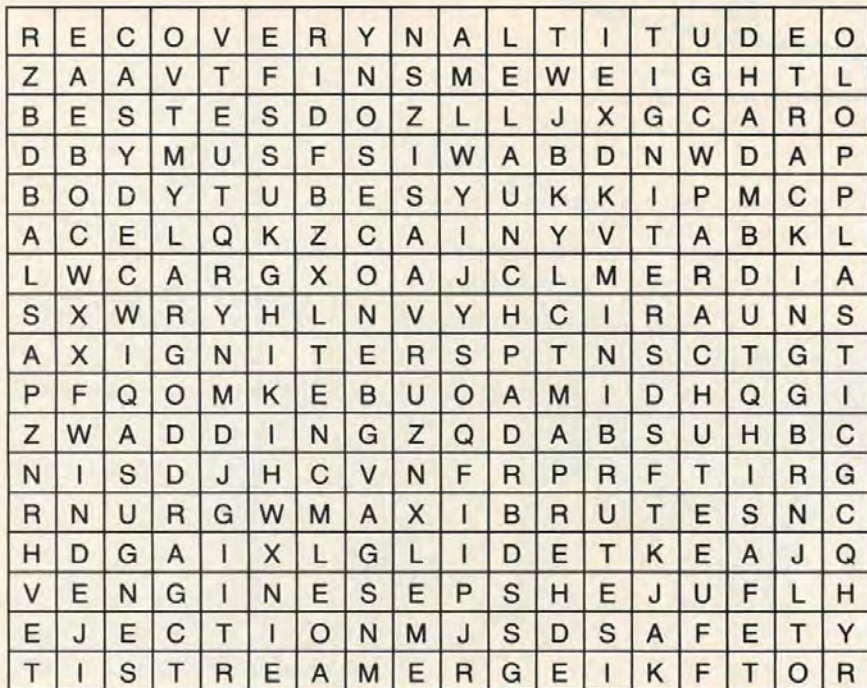 R E C O V E R Y N A L T I T U D E O
Z A A V T F I N S M E W E I G H T L
B E S T E S D O Z L L J X G C A R O
D B Y M U S F S I W A B D N W D A P
B O D Y T U B E S Y U K K I P M C P
A C E L Q K Z C A I N Y V T A B K L
L W C A R G X O A J C L M E R D I A
S X W R Y H L N V Y H C I R A U N S
A X I G N I T E R S P T N S C T G T
P F Q O M K E B U O A M I D H Q G I
Z W A D D I N G Z Q D A B S U H B C
N I S D J H C V N F R P R F T I R G
R N U R G W M A X I B R U T E S N C
H D G A I X L G L I D E T K E A J Q
V E N G I N E S E P S H E J U F L H
E J E C T I O N M J S D S A F E T Y
T I S T R E A M E R G E I K F T O R